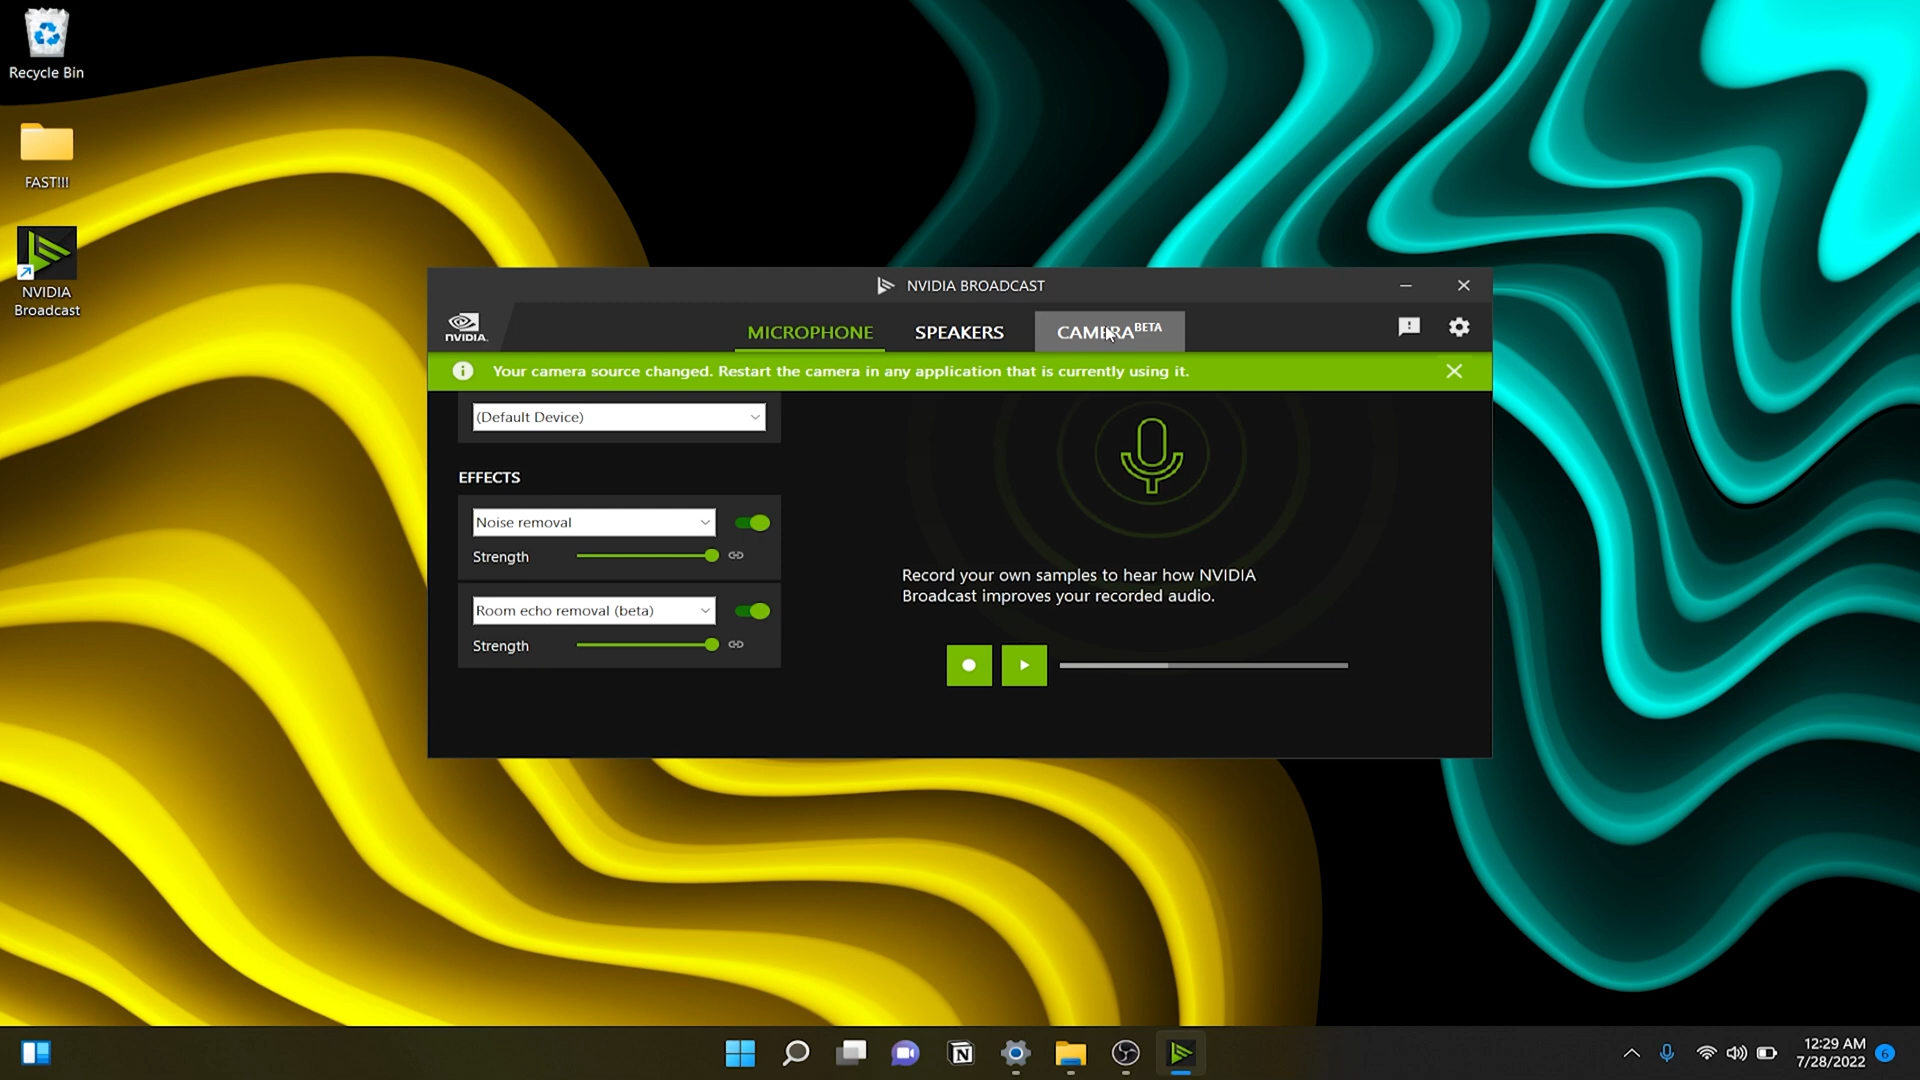 Recycle Bin
FAST!!!
NVIDIA
Broadcast
NVIDIA BROADCAST
NVIDIA.
MICROPHONE
SPEAKERS
CAMERA BETA
Your camera source changed. Restart the camera in any application that is currently using it.
(Default Device)
EFFECTS
Noise removal
Strength
Room echo removal (beta)
Strength
Record your own samples to hear how NVIDIA
Broadcast improves your recorded audio.
12:29 AM
7/28/2022
6